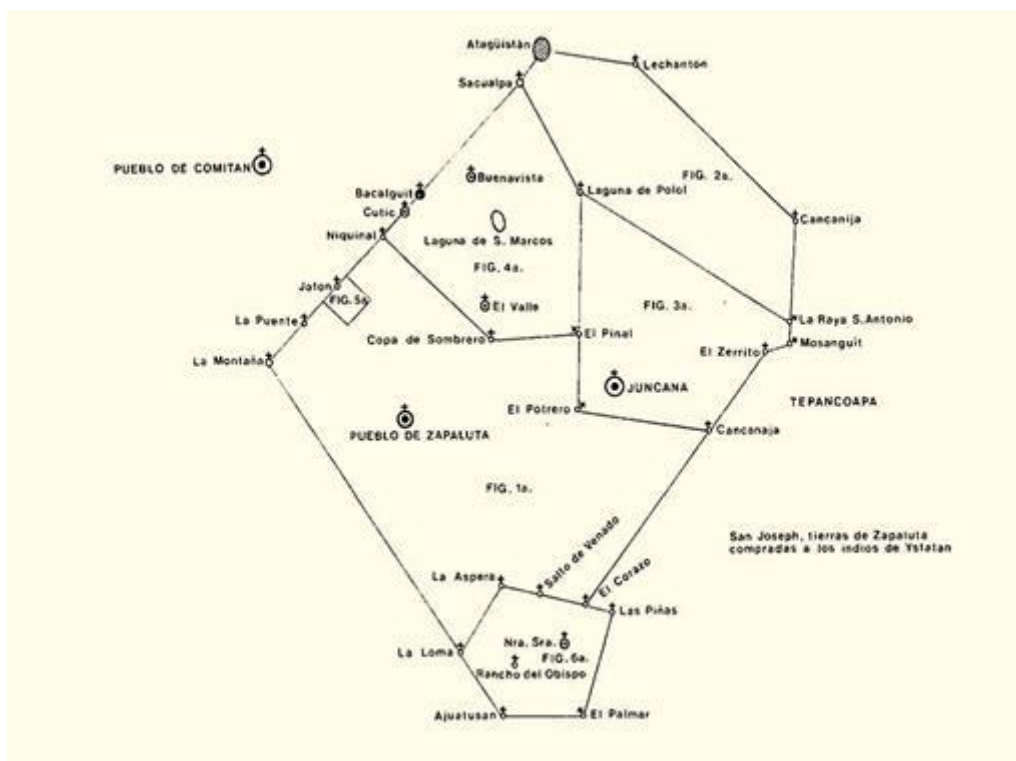 Atagüistán
Lechantón
Sacualpa
PUEBLO DE COMITAN
Buenavista
FIG. 2a.
Bacalguit
Laguna de Polol
Cutic
Cancanija
Niquinal
Laguna de S. Marcos
FIG. 4a.
Jaton
FIG. 5a
El Valle
FIG. 3a.
La Puente
La Raya S. Antonio
Copa de Sombrero
El Pinal
Mosanguit
El Zerrito
La Montaña
JUNCANA
TEPANCOAPA
El Potrero
PUEBLO DE ZAPALUTA
Canconaja
FIG. 1a.
San Joseph, tierras de Zapaluta
compradas a los indios de Ystatan
Salto de Venado
El Corazo
La Aspera
Las Piñas
Nra. Sra.
La Loma
FIG. 6a.
Rancho del Obispo
Ajuatusan
El Palmar